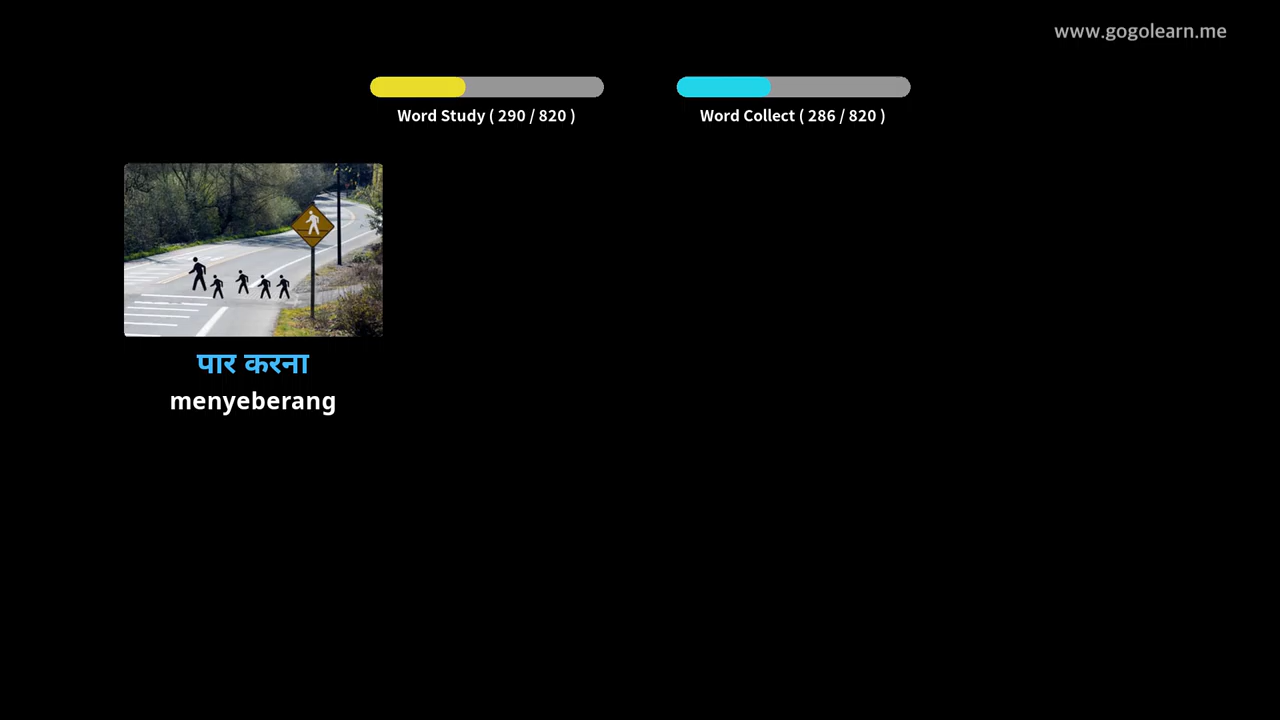 www.gogolearn.me
Word Study ( 290 / 820 )
Word Collect ( 286 / 820 )
पार करना
menyeberang